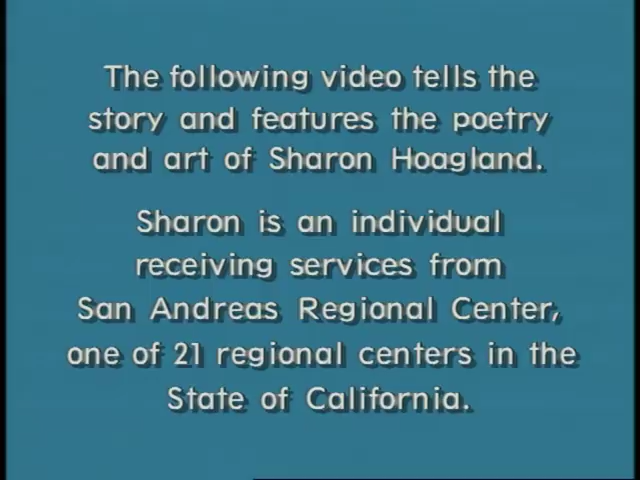 The following video tells the
story and features the poetry
and art of Sharon Hoagland.
Sharon is an individual
receiving services from
San Andreas Regional Center,
one of 21 regional centers in the
State of California.